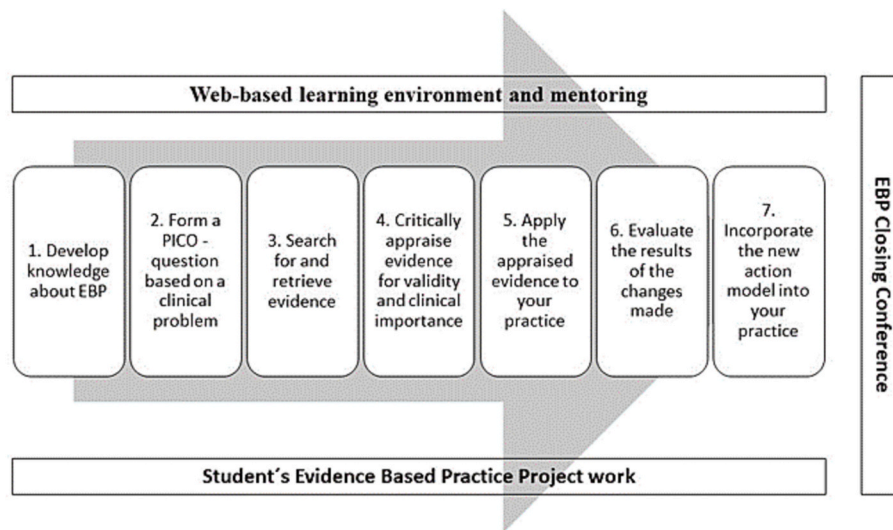 Web-based learning environment and mentoring
1. Develop
knowledge
about EBP
2. Form a
PICO -
question
based on a
clinical
problem
3. Search
for and
retrieve
evidence
4. Critically
appraise
evidence
for validity
and clinical
importance
5. Apply
the
appraised
evidence to
your
practice
6. Evaluate
the results
of the
changes
made
7.
Incorporate
the new
action
model into
your
practice
Student´s Evidence Based Practice Project work
EBP Closing Conference